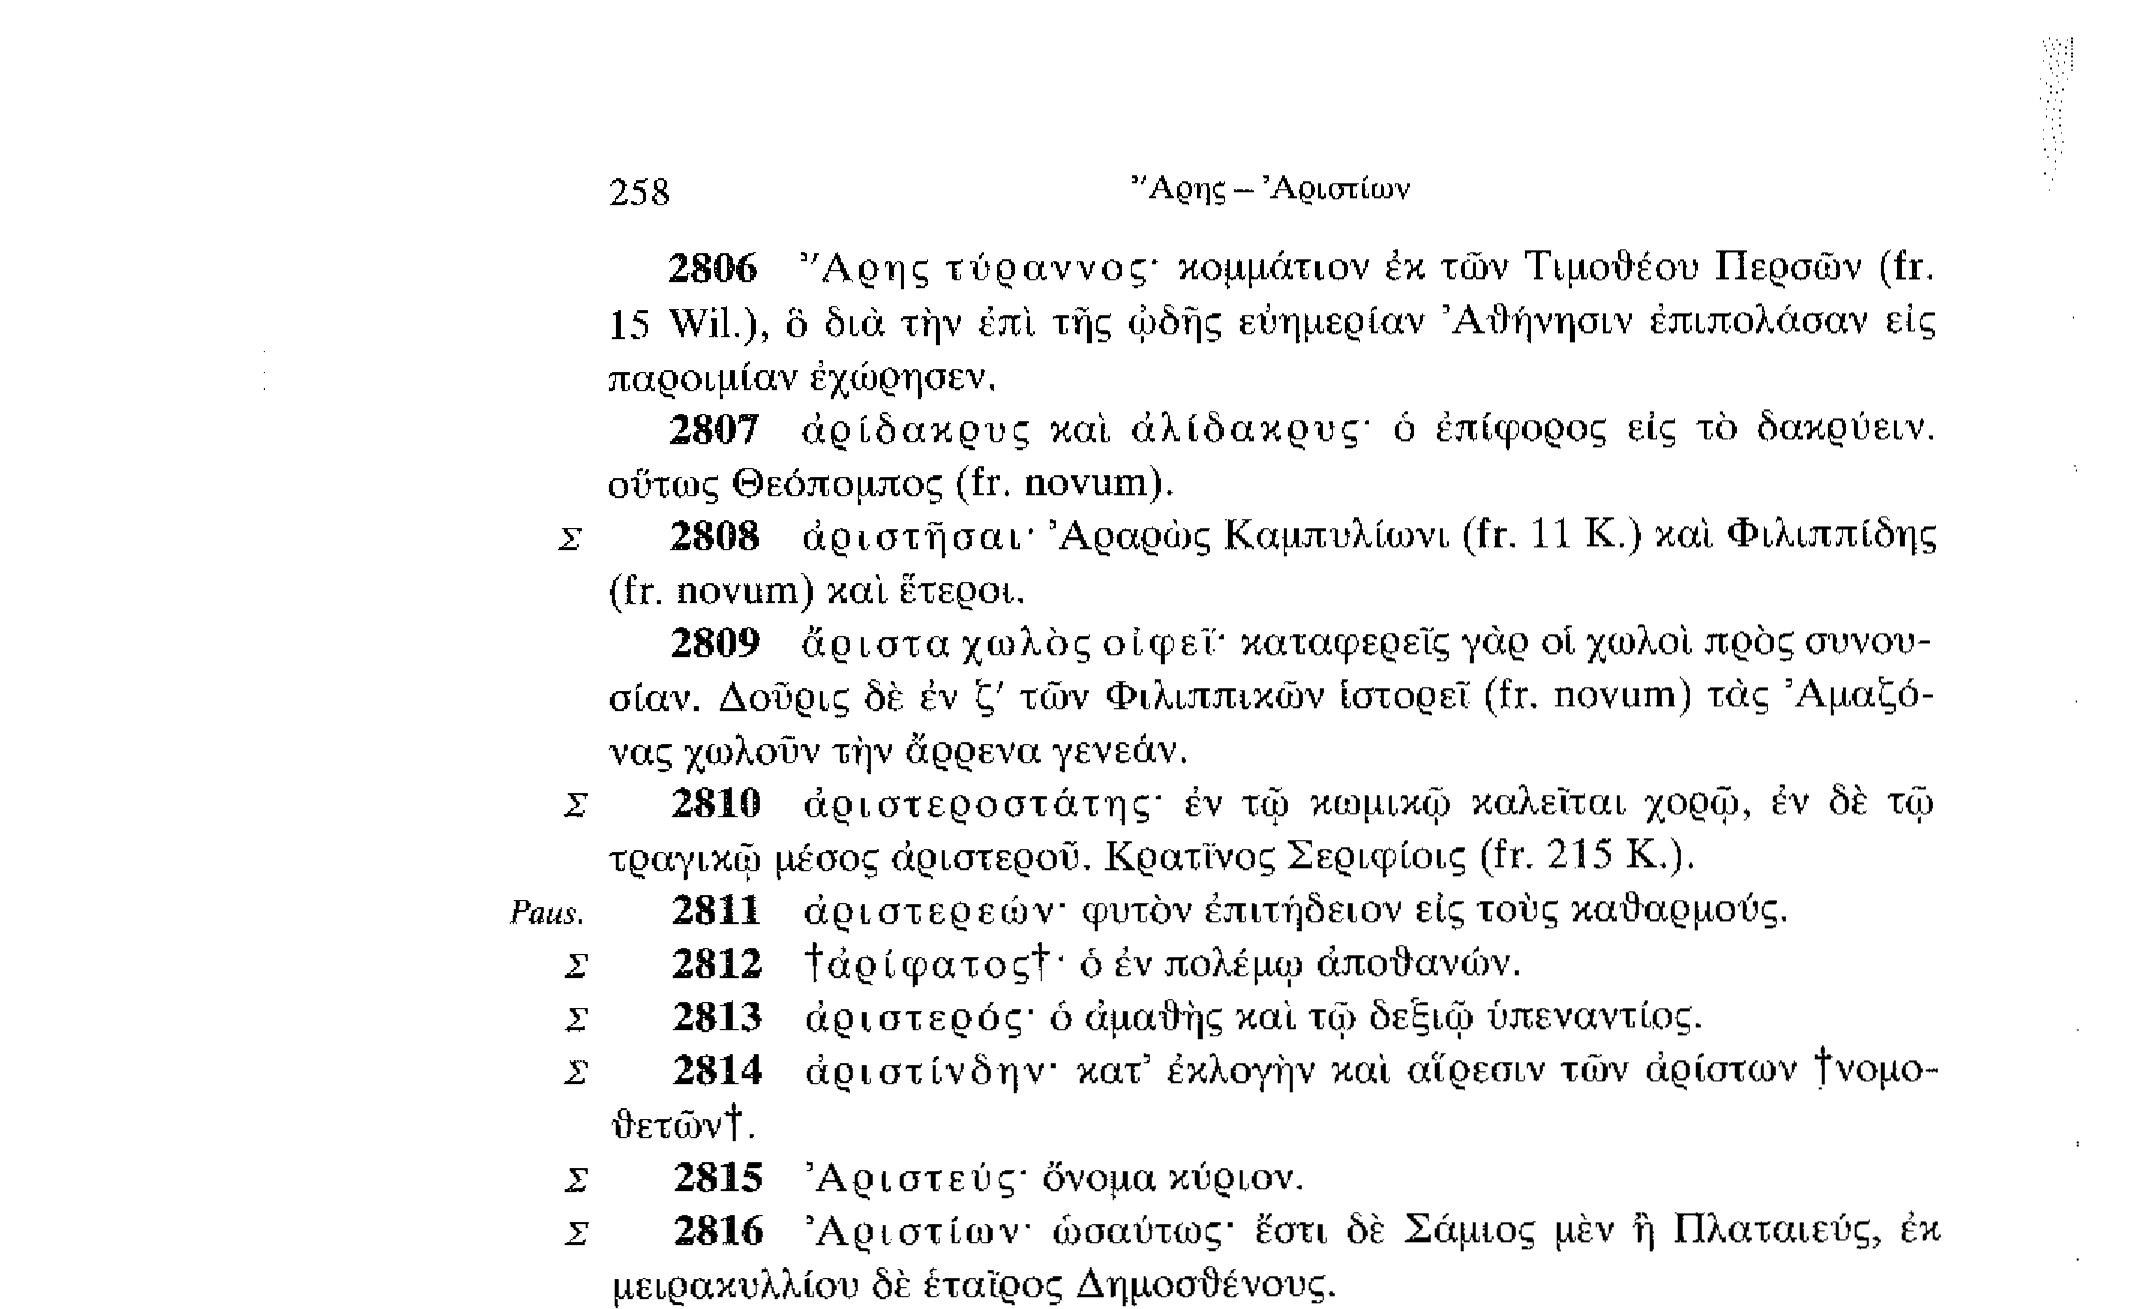 258 Ἄρης – Ἀριστίων
2806 Ἄρης τύραννος· κομμάτιον ἐκ τῶν Τιμοθέου Περσῶν (fr.
15 Wil.), ὃ διὰ τὴν ἐπὶ τῆς ᾠδῆς εὐημερίαν Ἀθήνησιν ἐπιπολάσαν εἰς
παροιμίαν ἐχώρησεν.
2807 ἀρίδακρυς καὶ ἀλίδακρυς· ὁ ἐπίφορος εἰς τὸ δακρύειν.
οὕτως Θεόπομπος (fr. novum).
Σ 2808 ἀριστῆσαι· Ἀραρὼς Καμπυλίωνι (fr. 11 K.) καὶ Φιλιππίδης
(fr. novum) καὶ ἕτεροι.
2809 ἄριστα χωλὸς οἰφεῖ· καταφερεῖς γὰρ οἱ χωλοὶ πρὸς συνου-
σίαν. Δοῦρις δὲ ἐν ζ′ τῶν Φιλιππικῶν ἱστορεῖ (fr. novum) τὰς Ἀμαζό-
νας χωλοῦν τὴν ἄρρενα γενεάν.
Σ 2810 ἀριστεροστάτης· ἐν τῷ κωμικῷ καλεῖται χορῷ, ἐν δὲ τῷ
τραγικῷ μέσος ἀριστεροῦ. Κρατῖνος Σεριφίοις (fr. 215 K.).
Paus. 2811 ἀριστερεών· φυτὸν ἐπιτήδειον εἰς τοὺς καθαρμούς.
Σ 2812 †ἀρίφατος†· ὁ ἐν πολέμῳ ἀποθανών.
Σ 2813 ἀριστερός· ὁ ἀμαθὴς καὶ τῷ δεξιῷ ὑπεναντίος.
Σ 2814 ἀριστίνδην· κατ’ ἐκλογὴν καὶ αἵρεσιν τῶν ἀρίστων †νομο-
θετῶν†.
Σ 2815 Ἀριστεύς· ὄνομα κύριον.
Σ 2816 Ἀριστίων· ὡσαύτως· ἔστι δὲ Σάμιος μὲν ἢ Πλαταιεύς, ἐκ
μειρακυλλίου δὲ ἑταῖρος Δημοσθένους.